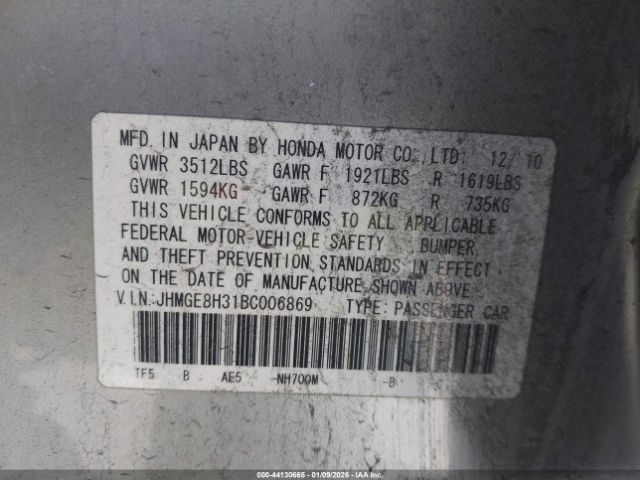 MFD. IN JAPAN BY HONDA MOTOR CO., LTD. 12/10
GVWR 3512LBS GAWR F 1921LBS R 1619LBS
GVWR 1594KG GAWR F 872KG R 735KG
THIS VEHICLE CONFORMS TO ALL APPLICABLE
FEDERAL MOTOR-VEHICLE SAFETY BUMPER
AND THEFT PREVENTION STANDARDS IN EFFECT
ON THE DATE OF MANUFACTURE SHOWN ABOVE
V.I.N.:JHMGE8H31BC006869 TYPE:PASSENGER CAR
TF5 B AE5 -NH700M -B
000-44130665 | 01/09/2026 - IAAI.COM